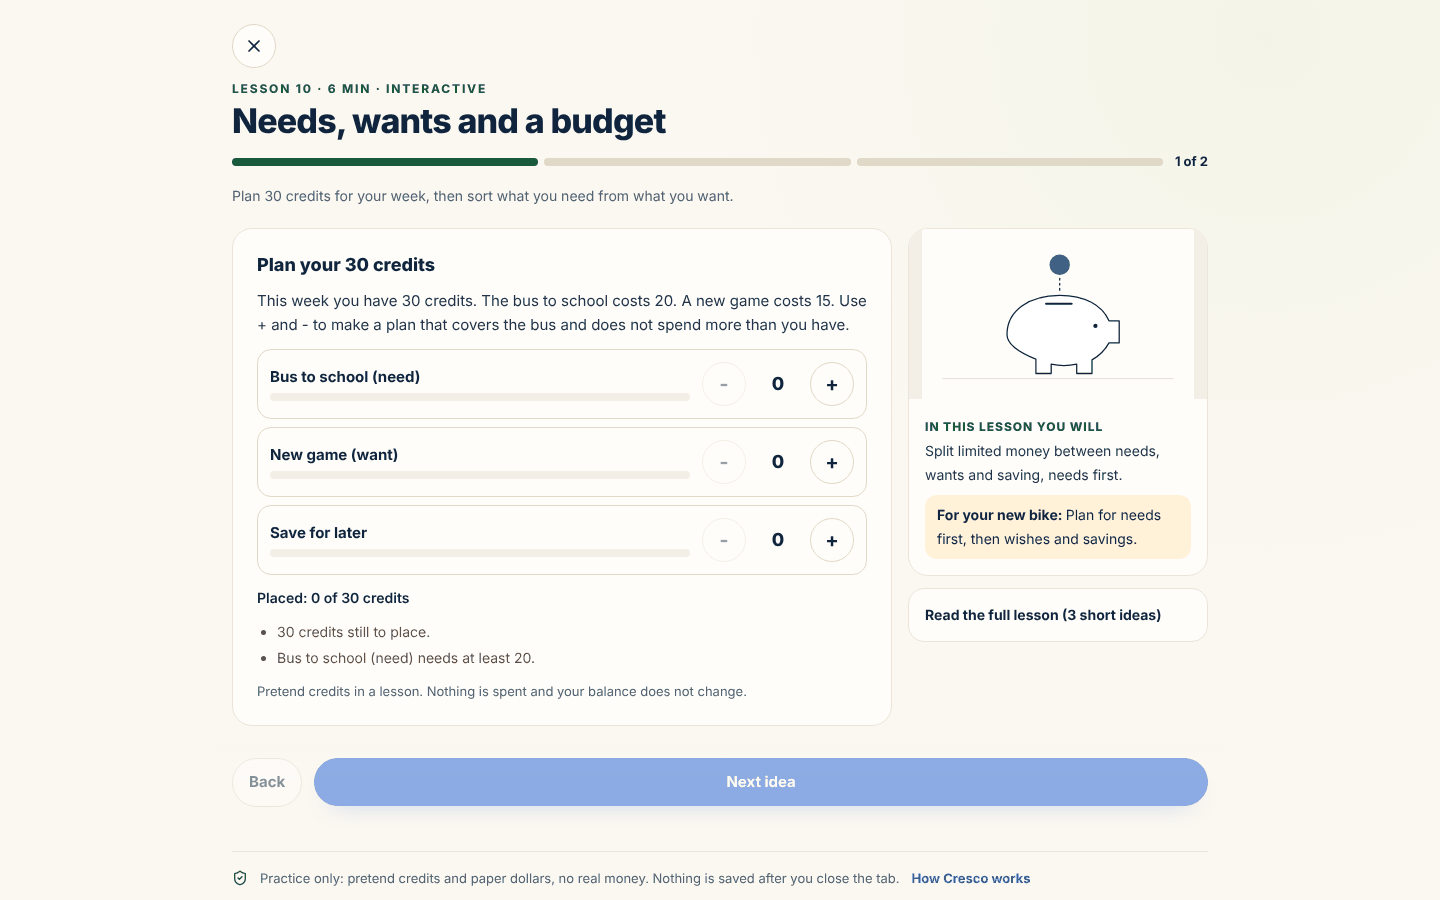 LESSON 10 · 6 MIN · INTERACTIVE
Needs, wants and a budget
1 of 2
Plan 30 credits for your week, then sort what you need from what you want.
Plan your 30 credits
This week you have 30 credits. The bus to school costs 20. A new game costs 15. Use
+ and - to make a plan that covers the bus and does not spend more than you have.
Bus to school (need)
- 0 +
New game (want)
- 0 +
Save for later
- 0 +
Placed: 0 of 30 credits
• 30 credits still to place.
• Bus to school (need) needs at least 20.
Pretend credits in a lesson. Nothing is spent and your balance does not change.
IN THIS LESSON YOU WILL
Split limited money between needs,
wants and saving, needs first.
For your new bike: Plan for needs
first, then wishes and savings.
Read the full lesson (3 short ideas)
Back
Next idea
Practice only: pretend credits and paper dollars, no real money. Nothing is saved after you close the tab. How Cresco works